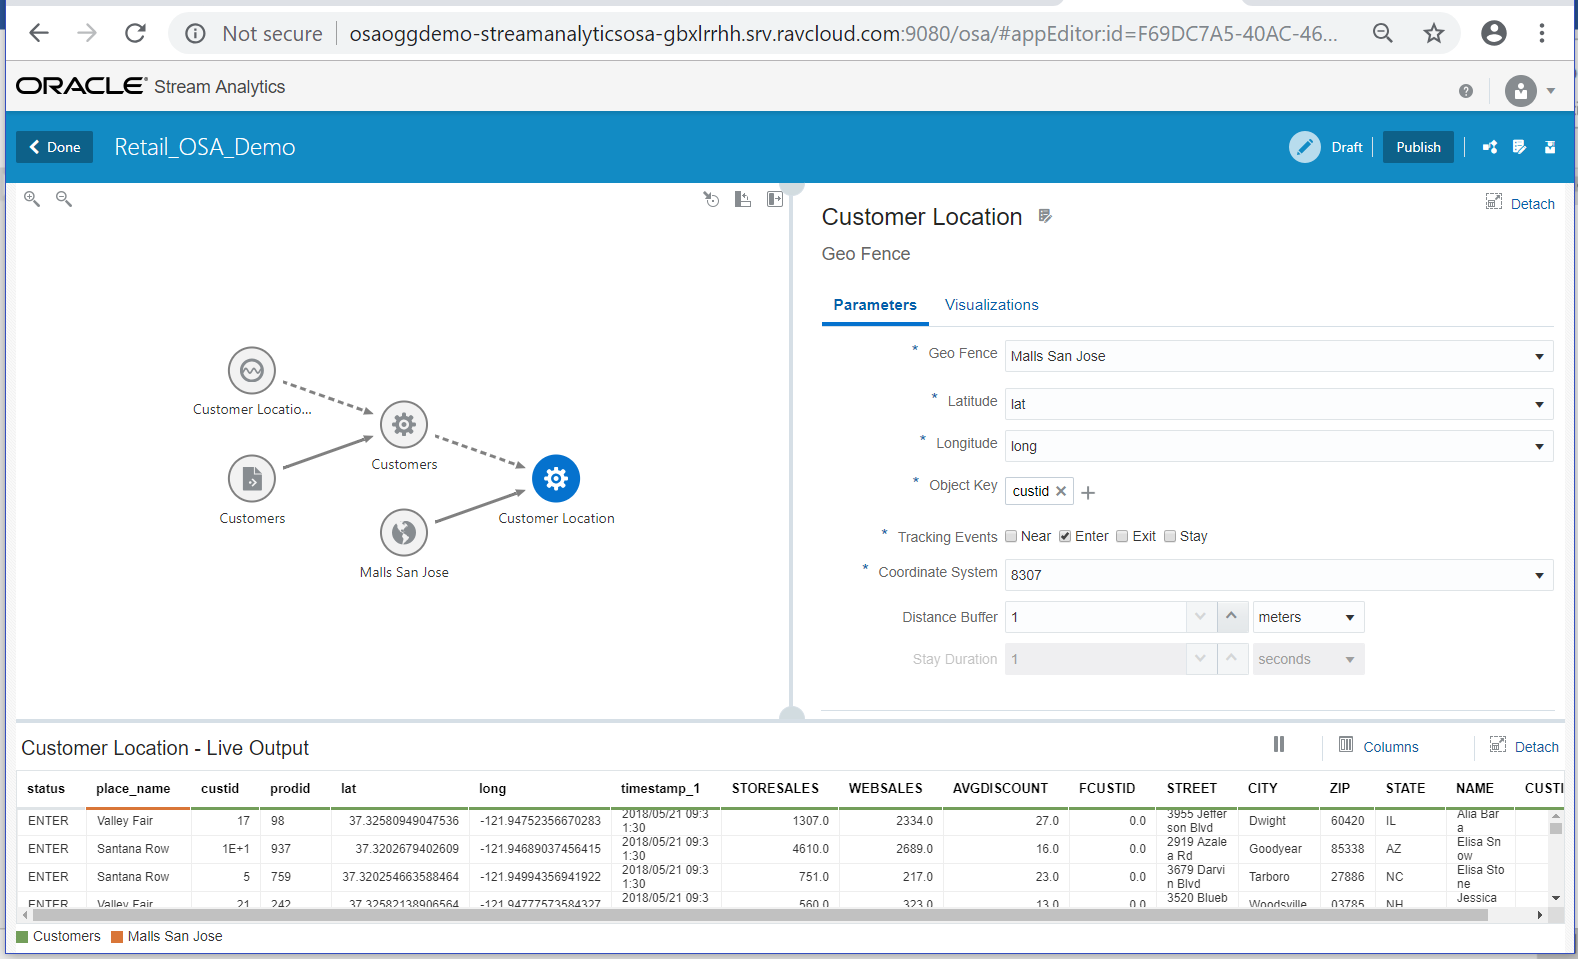 Not secure | osaoggdemo-streamanalyticsosa-gbxlrrhh.srv.ravcloud.com:9080/osa/#appEditor:id=F69DC7A5-40AC-46...
ORACLE® Stream Analytics
Done Retail_OSA_Demo Draft Publish
Customer Location Detach
Geo Fence
Parameters Visualizations
* Geo Fence Malls San Jose
* Latitude lat
* Longitude long
* Object Key custid
* Tracking Events Near Enter Exit Stay
* Coordinate System 8307
Distance Buffer 1 meters
Stay Duration 1 seconds
Customer Locatio...
Customers
Customers
Customer Location
Malls San Jose
Customer Location - Live Output Columns Detach
status place_name custid prodid lat long timestamp_1 STORESALES WEBSALES AVGDISCOUNT FCUSTID STREET CITY ZIP STATE NAME CUSTI
ENTER Valley Fair 17 98 37.32580949047536 -121.94752356670283 2018/05/21 09:31:30 1307.0 2334.0 27.0 0.0 3955 Jefferson Blvd Dwight 60420 IL Alia Bara
ENTER Santana Row 1E+1 937 37.3202679402609 -121.94689037456415 2018/05/21 09:31:30 4610.0 2689.0 16.0 0.0 2919 Azalea Rd Goodyear 85338 AZ Elisa Snow
ENTER Santana Row 5 759 37.320254663588464 -121.94994356941922 2018/05/21 09:31:30 751.0 217.0 23.0 0.0 3679 Darvin Blvd Tarboro 27886 NC Elisa Stone
ENTER Valley Fair 21 242 37.32582138906564 -121.94777573584327 2018/05/21 09:3 560.0 323.0 13.0 0.0 3520 Blueb Woodsville 03785 NH Jessica
Customers Malls San Jose